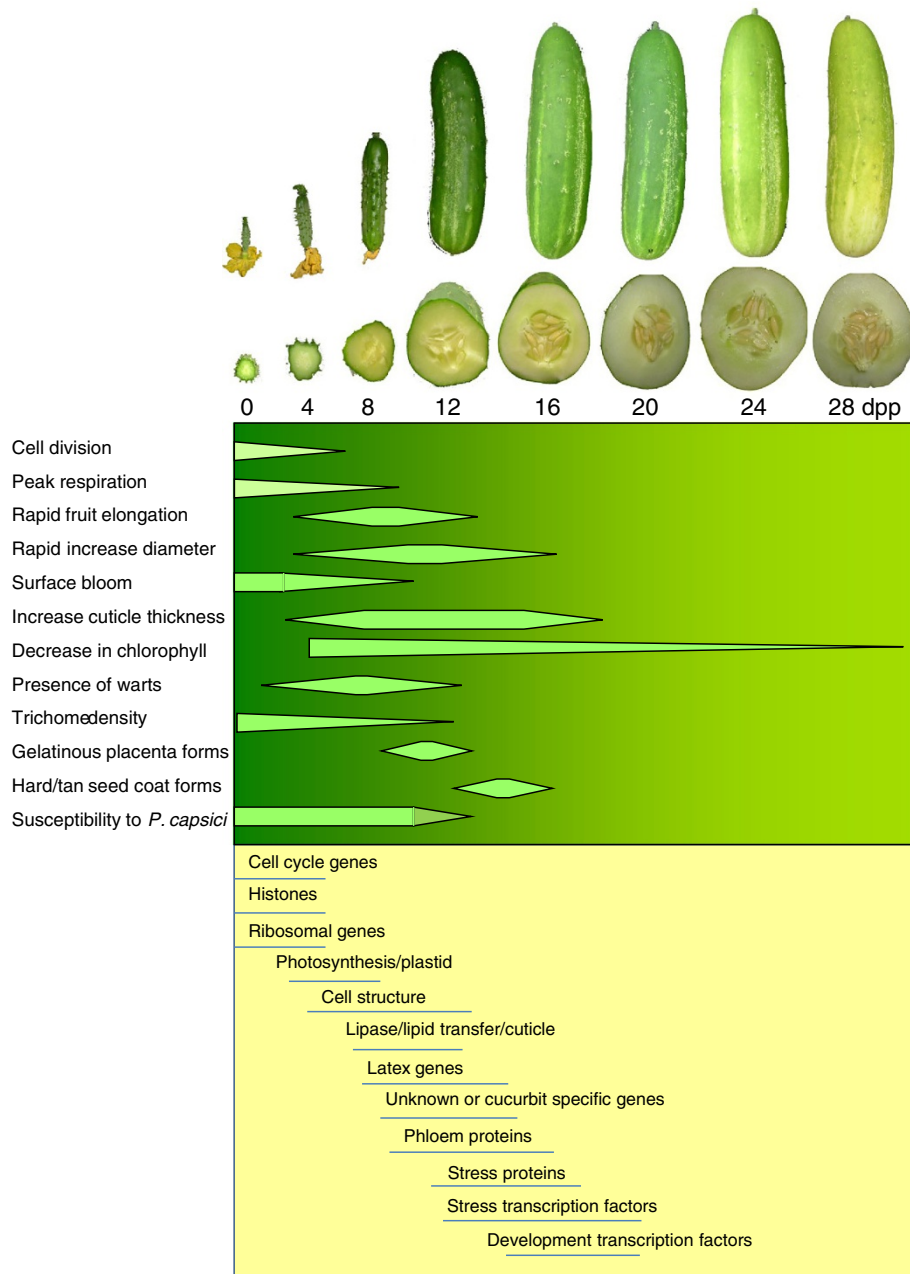 0 4 8 12 16 20 24 28 dpp
Cell division
Peak respiration
Rapid fruit elongation
Rapid increase diameter
Surface bloom
Increase cuticle thickness
Decrease in chlorophyll
Presence of warts
Trichomedensity
Gelatinous placenta forms
Hard/tan seed coat forms
Susceptibility to P. capsici
Cell cycle genes
Histones
Ribosomal genes
Photosynthesis/plastid
Cell structure
Lipase/lipid transfer/cuticle
Latex genes
Unknown or cucurbit specific genes
Phloem proteins
Stress proteins
Stress transcription factors
Development transcription factors